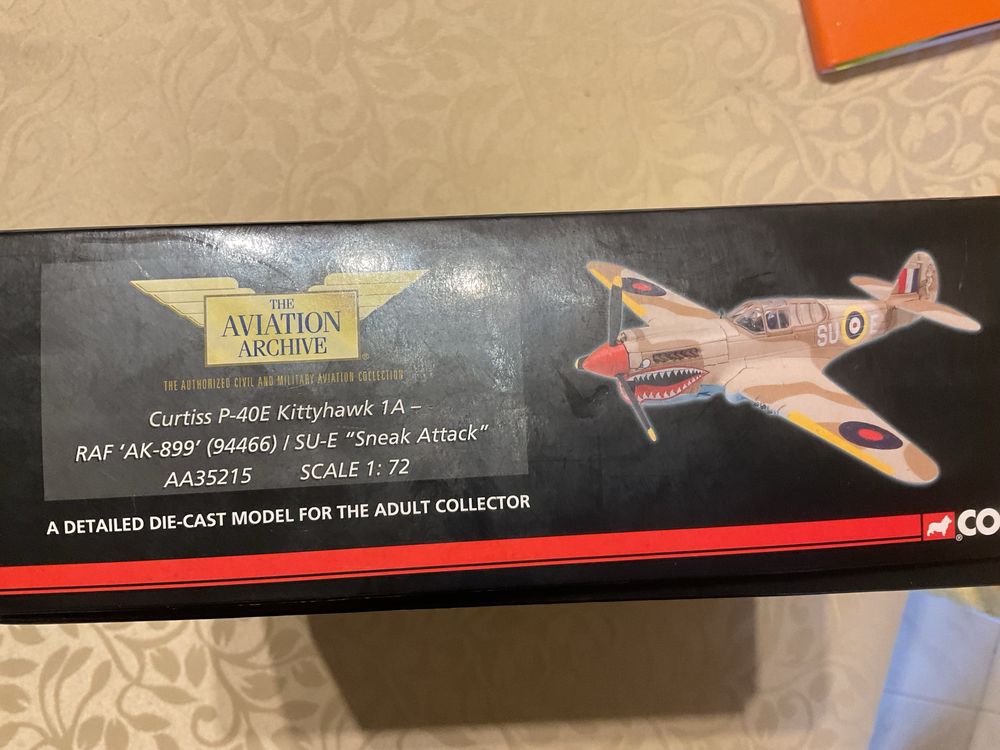 THE
AVIATION
ARCHIVE
®
THE AUTHORIZED CIVIL AND MILITARY AVIATION COLLECTION
Curtiss P-40E Kittyhawk 1A –
RAF ‘AK-899’ (94466) / SU-E “Sneak Attack”
AA35215 SCALE 1: 72
A DETAILED DIE-CAST MODEL FOR THE ADULT COLLECTOR
SU E
® CO